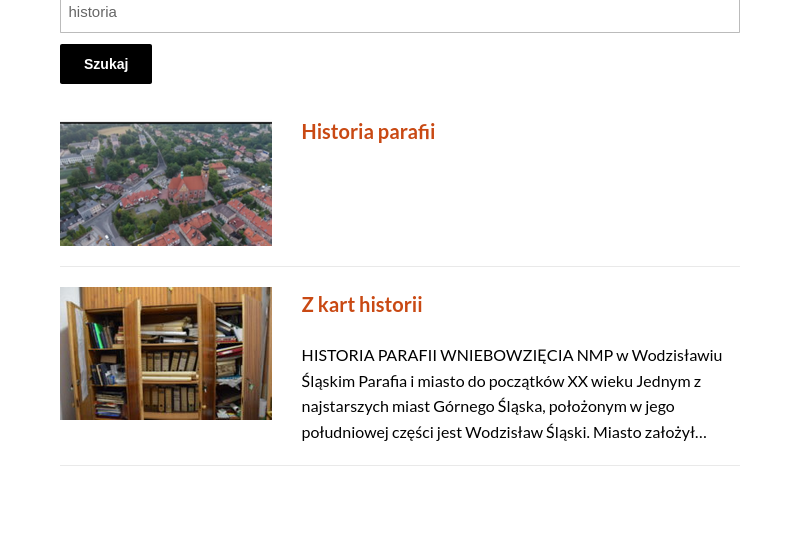 historia
Szukaj
Historia parafii
Z kart historii
HISTORIA PARAFII WNIEBOWZIĘCIA NMP w Wodzisławiu
Śląskim Parafia i miasto do początków XX wieku Jednym z
najstarszych miast Górnego Śląska, położonym w jego
południowej części jest Wodzisław Śląski. Miasto założył…